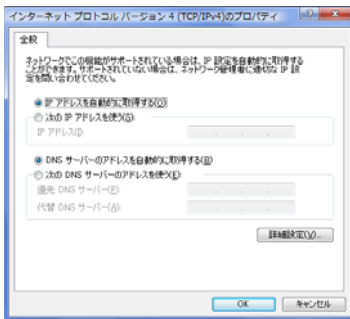 インターネット プロトコル バージョン 4 (TCP/IPv4)のプロパティ
全般
ネットワークでこの機能がサポートされている場合は、IP 設定を自動的に取得する
ことができます。サポートされていない場合は、ネットワーク管理者に適切な IP 設
定を問い合わせてください。
IP アドレスを自動的に取得する(O)
次の IP アドレスを使う(S):
IP アドレス(I):
DNS サーバーのアドレスを自動的に取得する(B)
次の DNS サーバーのアドレスを使う(E):
優先 DNS サーバー(P):
代替 DNS サーバー(A):
詳細設定(V)...
OK
キャンセル